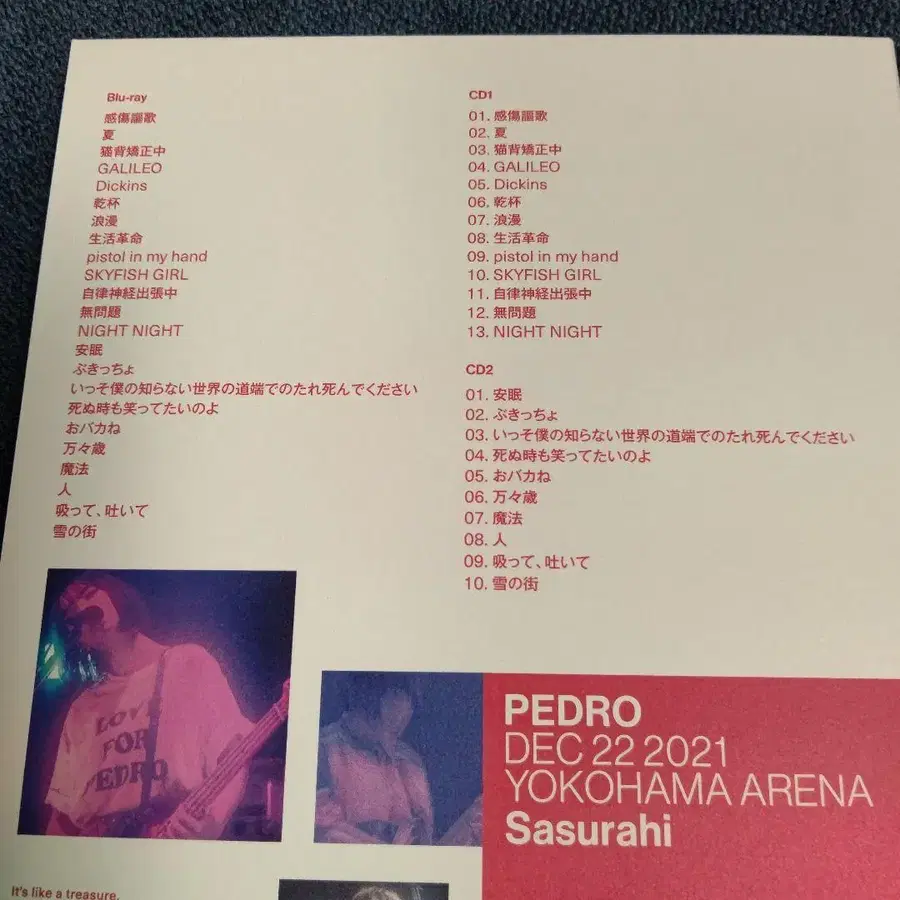 Blu-ray
感傷謳歌
夏
猫背矯正中
GALILEO
Dickins
乾杯
浪漫
生活革命
pistol in my hand
SKYFISH GIRL
自律神経出張中
無問題
NIGHT NIGHT
安眠
ぶきっちょ
いっそ僕の知らない世界の道端でのたれ死んでください
死ぬ時も笑ってたいのよ
おバカね
万々歳
魔法
人
吸って、吐いて
雪の街
CD1
01. 感傷謳歌
02. 夏
03. 猫背矯正中
04. GALILEO
05. Dickins
06. 乾杯
07. 浪漫
08. 生活革命
09. pistol in my hand
10. SKYFISH GIRL
11. 自律神経出張中
12. 無問題
13. NIGHT NIGHT
CD2
01. 安眠
02. ぶきっちょ
03. いっそ僕の知らない世界の道端でのたれ死んでください
04. 死ぬ時も笑ってたいのよ
05. おバカね
06. 万々歳
07. 魔法
08. 人
09. 吸って、吐いて
10. 雪の街
LOVE
FOR
PEDRO
PEDRO
DEC 22 2021
YOKOHAMA ARENA
Sasurahi
It's like a treasure.